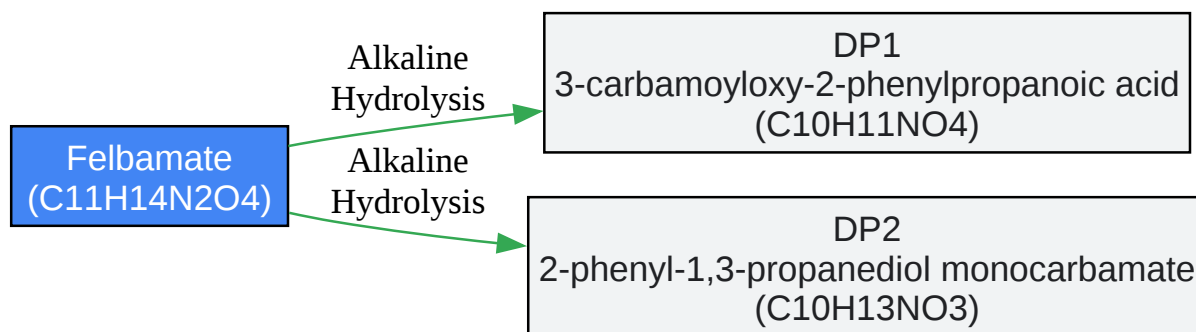 Felbamate
(C11H14N2O4)
Alkaline
Hydrolysis
Alkaline
Hydrolysis
DP1
3-carbamoyloxy-2-phenylpropanoic acid
(C10H11NO4)
DP2
2-phenyl-1,3-propanediol monocarbamate
(C10H13NO3)